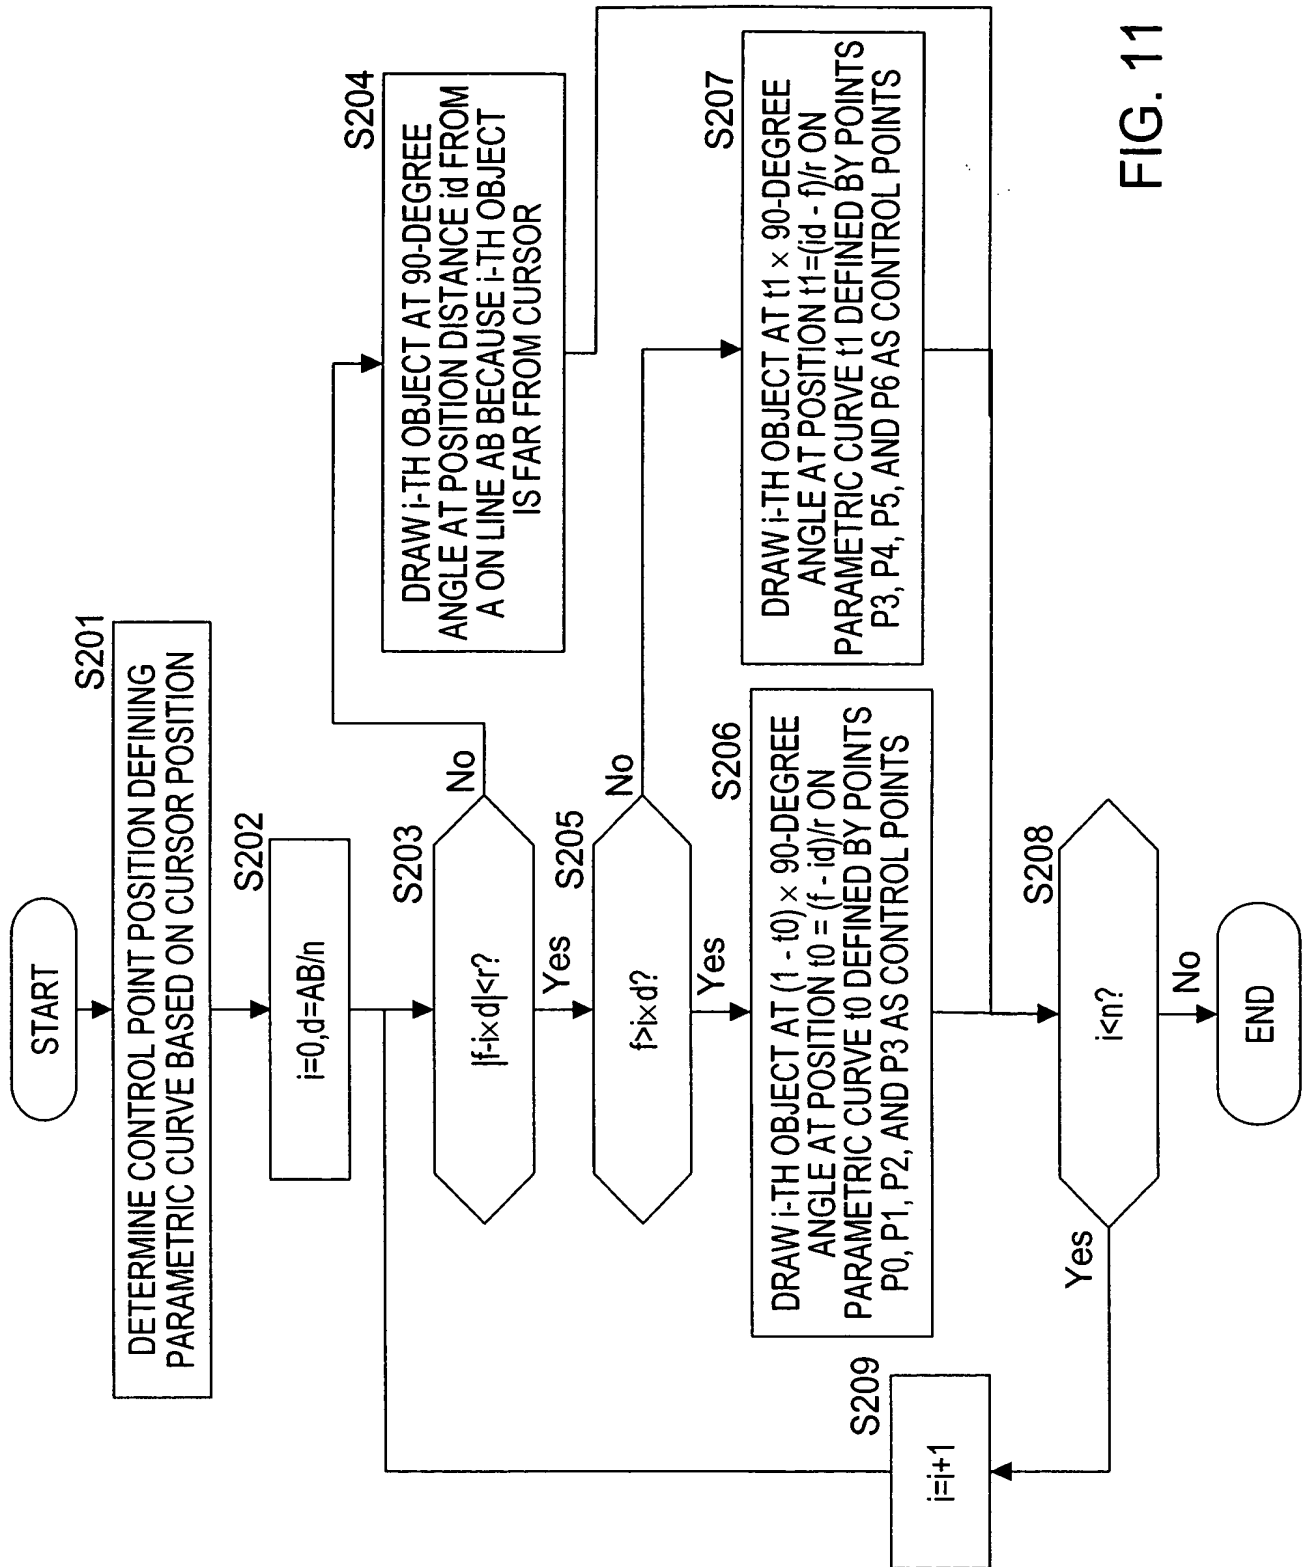 START
S201
DETERMINE CONTROL POINT POSITION DEFINING
PARAMETRIC CURVE BASED ON CURSOR POSITION
S202
i=0,d=AB/n
S203
|f-i×d|<r?
No
Yes
S204
DRAW i-TH OBJECT AT 90-DEGREE
ANGLE AT POSITION DISTANCE id FROM
A ON LINE AB BECAUSE i-TH OBJECT
IS FAR FROM CURSOR
S205
f>i×d?
No
Yes
S206
DRAW i-TH OBJECT AT (1 - t0) × 90-DEGREE
ANGLE AT POSITION t0 = (f - id)/r ON
PARAMETRIC CURVE t0 DEFINED BY POINTS
P0, P1, P2, AND P3 AS CONTROL POINTS
S207
DRAW i-TH OBJECT AT t1 × 90-DEGREE
ANGLE AT POSITION t1=(id - f)/r ON
PARAMETRIC CURVE t1 DEFINED BY POINTS
P3, P4, P5, AND P6 AS CONTROL POINTS
S208
i<n?
Yes
No
S209
i=i+1
END
FIG. 11